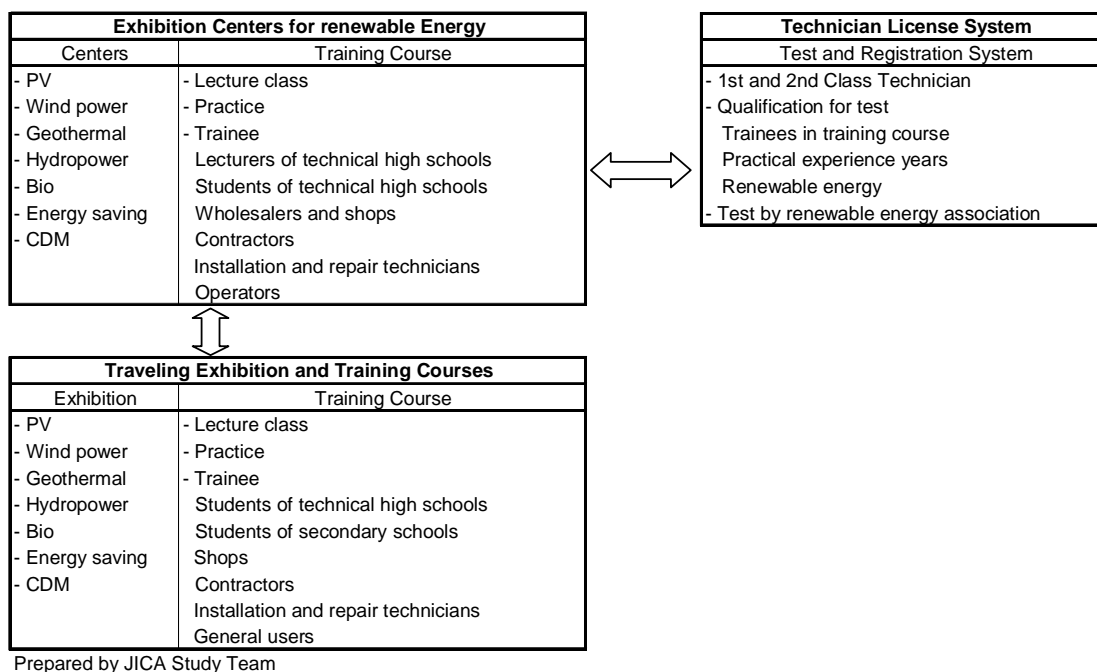 Exhibition Centers for renewable Energy
Centers Training Course
- PV - Lecture class
- Wind power - Practice
- Geothermal - Trainee
- Hydropower Lecturers of technical high schools
- Bio Students of technical high schools
- Energy saving Wholesalers and shops
- CDM Contractors
Installation and repair technicians
Operators
Technician License System
Test and Registration System
- 1st and 2nd Class Technician
- Qualification for test
Trainees in training course
Practical experience years
Renewable energy
- Test by renewable energy association
Traveling Exhibition and Training Courses
Exhibition Training Course
- PV - Lecture class
- Wind power - Practice
- Geothermal - Trainee
- Hydropower Students of technical high schools
- Bio Students of secondary schools
- Energy saving Shops
- CDM Contractors
Installation and repair technicians
General users
Prepared by JICA Study Team